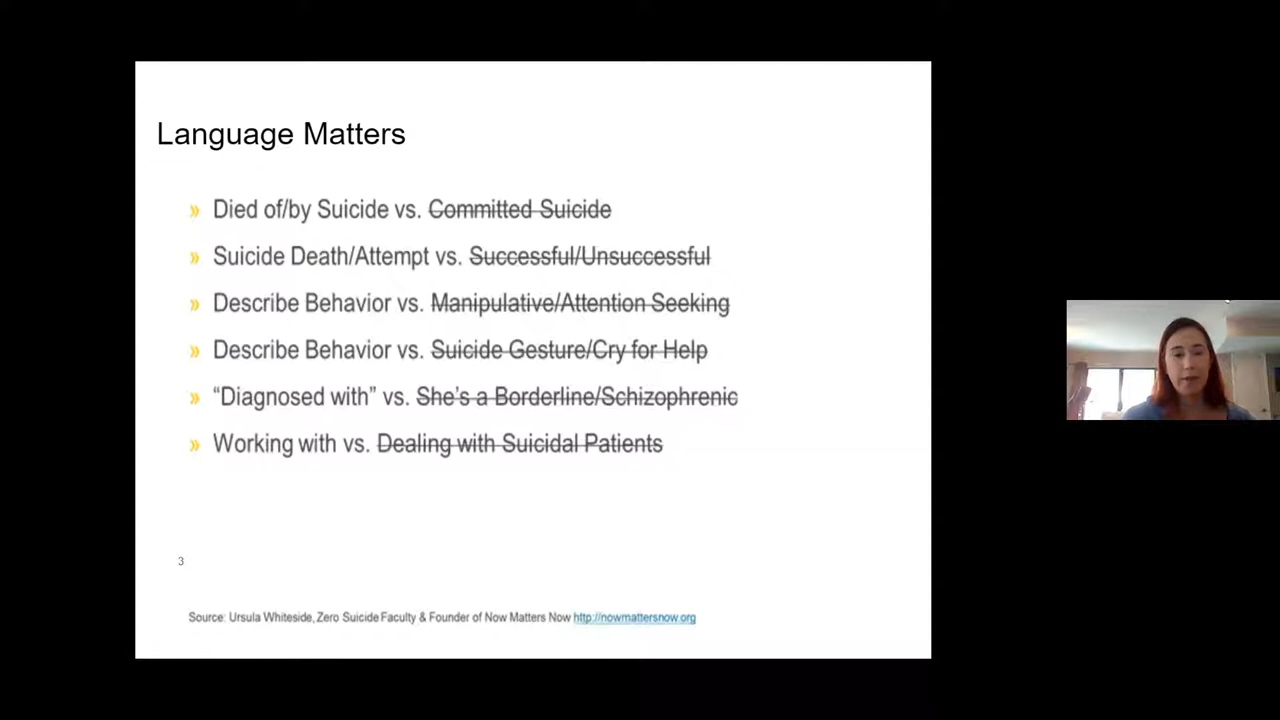 Language Matters
» Died of/by Suicide vs. Committed Suicide
» Suicide Death/Attempt vs. Successful/Unsuccessful
» Describe Behavior vs. Manipulative/Attention Seeking
» Describe Behavior vs. Suicide Gesture/Cry for Help
» “Diagnosed with” vs. She’s a Borderline/Schizophrenic
» Working with vs. Dealing with Suicidal Patients
3
Source: Ursula Whiteside, Zero Suicide Faculty & Founder of Now Matters Now http://nowmattersnow.org